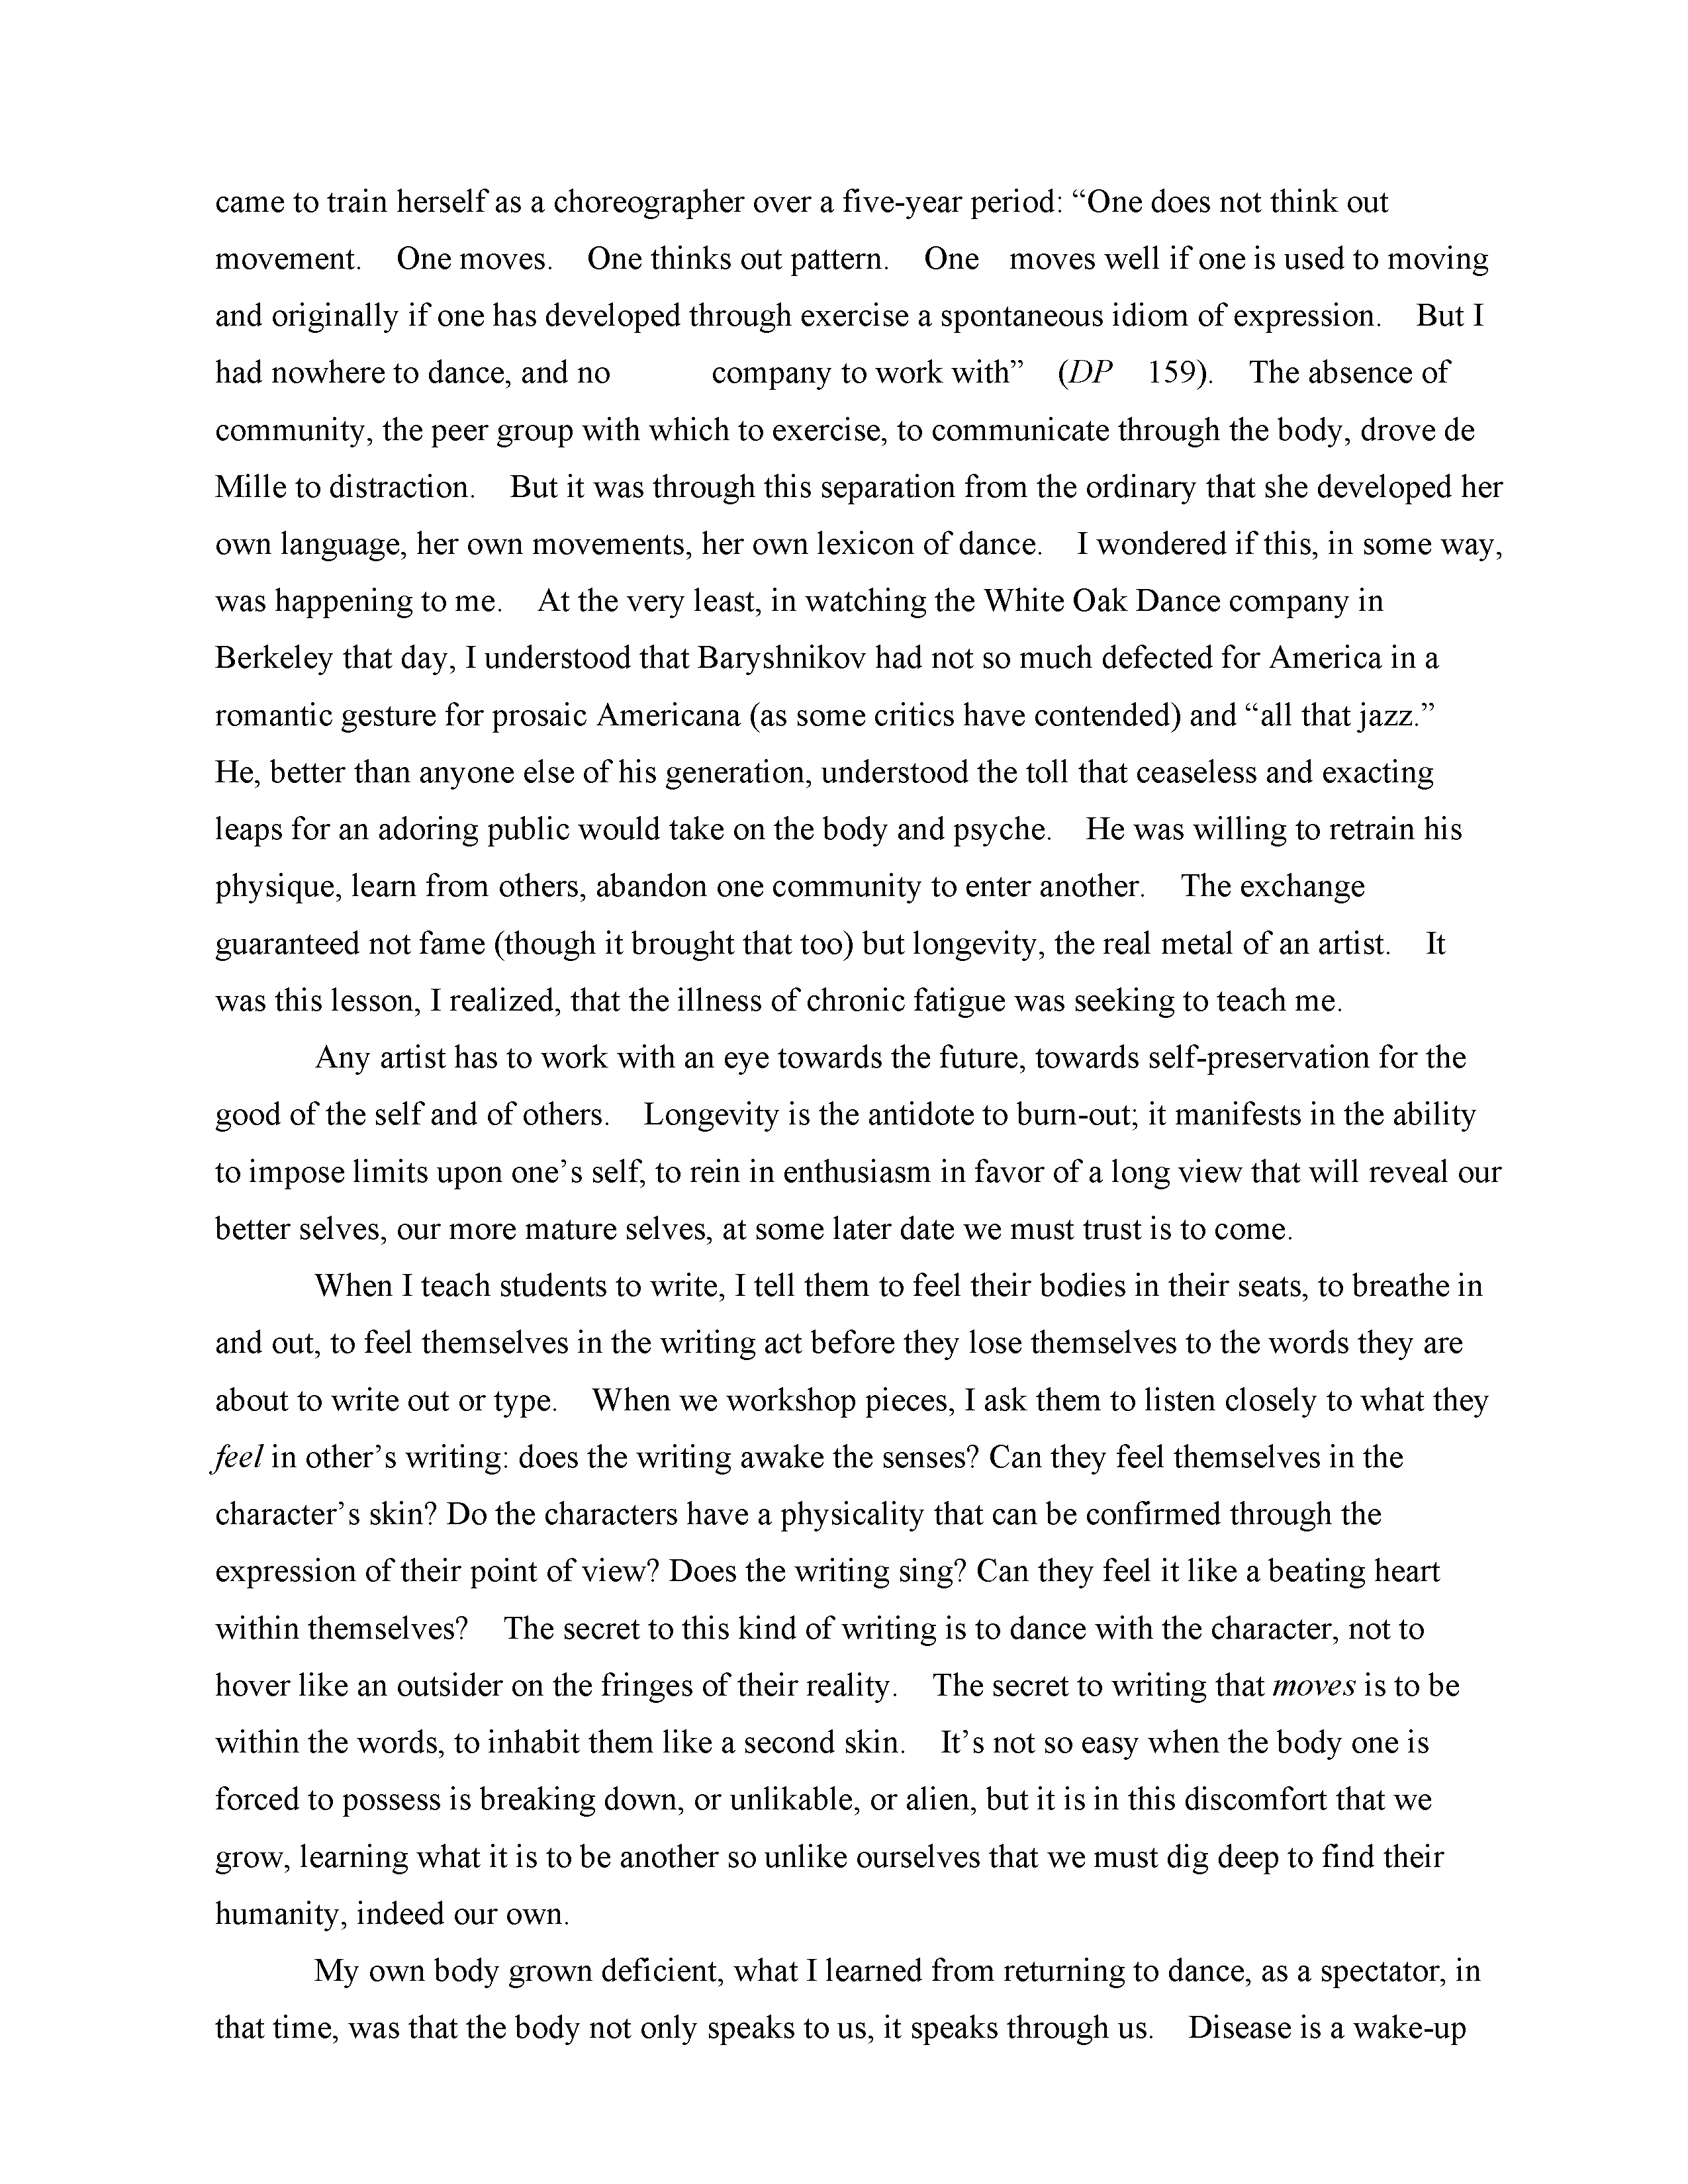 came to train herself as a choreographer over a five-year period: “One does not think out
movement. One moves. One thinks out pattern. One moves well if one is used to moving
and originally if one has developed through exercise a spontaneous idiom of expression. But I
had nowhere to dance, and no company to work with” (DP 159). The absence of
community, the peer group with which to exercise, to communicate through the body, drove de
Mille to distraction. But it was through this separation from the ordinary that she developed her
own language, her own movements, her own lexicon of dance. I wondered if this, in some way,
was happening to me. At the very least, in watching the White Oak Dance company in
Berkeley that day, I understood that Baryshnikov had not so much defected for America in a
romantic gesture for prosaic Americana (as some critics have contended) and “all that jazz.”
He, better than anyone else of his generation, understood the toll that ceaseless and exacting
leaps for an adoring public would take on the body and psyche. He was willing to retrain his
physique, learn from others, abandon one community to enter another. The exchange
guaranteed not fame (though it brought that too) but longevity, the real metal of an artist. It
was this lesson, I realized, that the illness of chronic fatigue was seeking to teach me.
Any artist has to work with an eye towards the future, towards self-preservation for the
good of the self and of others. Longevity is the antidote to burn-out; it manifests in the ability
to impose limits upon one’s self, to rein in enthusiasm in favor of a long view that will reveal our
better selves, our more mature selves, at some later date we must trust is to come.
When I teach students to write, I tell them to feel their bodies in their seats, to breathe in
and out, to feel themselves in the writing act before they lose themselves to the words they are
about to write out or type. When we workshop pieces, I ask them to listen closely to what they
feel in other’s writing: does the writing awake the senses? Can they feel themselves in the
character’s skin? Do the characters have a physicality that can be confirmed through the
expression of their point of view? Does the writing sing? Can they feel it like a beating heart
within themselves? The secret to this kind of writing is to dance with the character, not to
hover like an outsider on the fringes of their reality. The secret to writing that moves is to be
within the words, to inhabit them like a second skin. It’s not so easy when the body one is
forced to possess is breaking down, or unlikable, or alien, but it is in this discomfort that we
grow, learning what it is to be another so unlike ourselves that we must dig deep to find their
humanity, indeed our own.
My own body grown deficient, what I learned from returning to dance, as a spectator, in
that time, was that the body not only speaks to us, it speaks through us. Disease is a wake-up